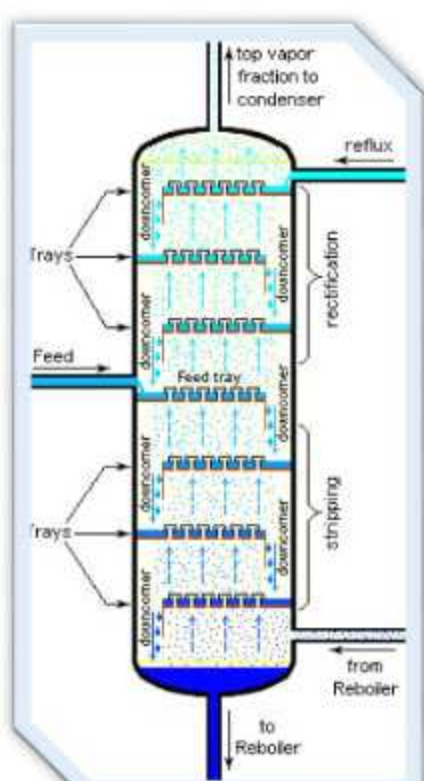 top vapor
fraction to
condenser
reflux
downcomer
Trays
downcomer
rectification
downcomer
Feed
Feed tray
downcomer
downcomer
stripping
Trays
downcomer
downcomer
from
Reboiler
to
Reboiler